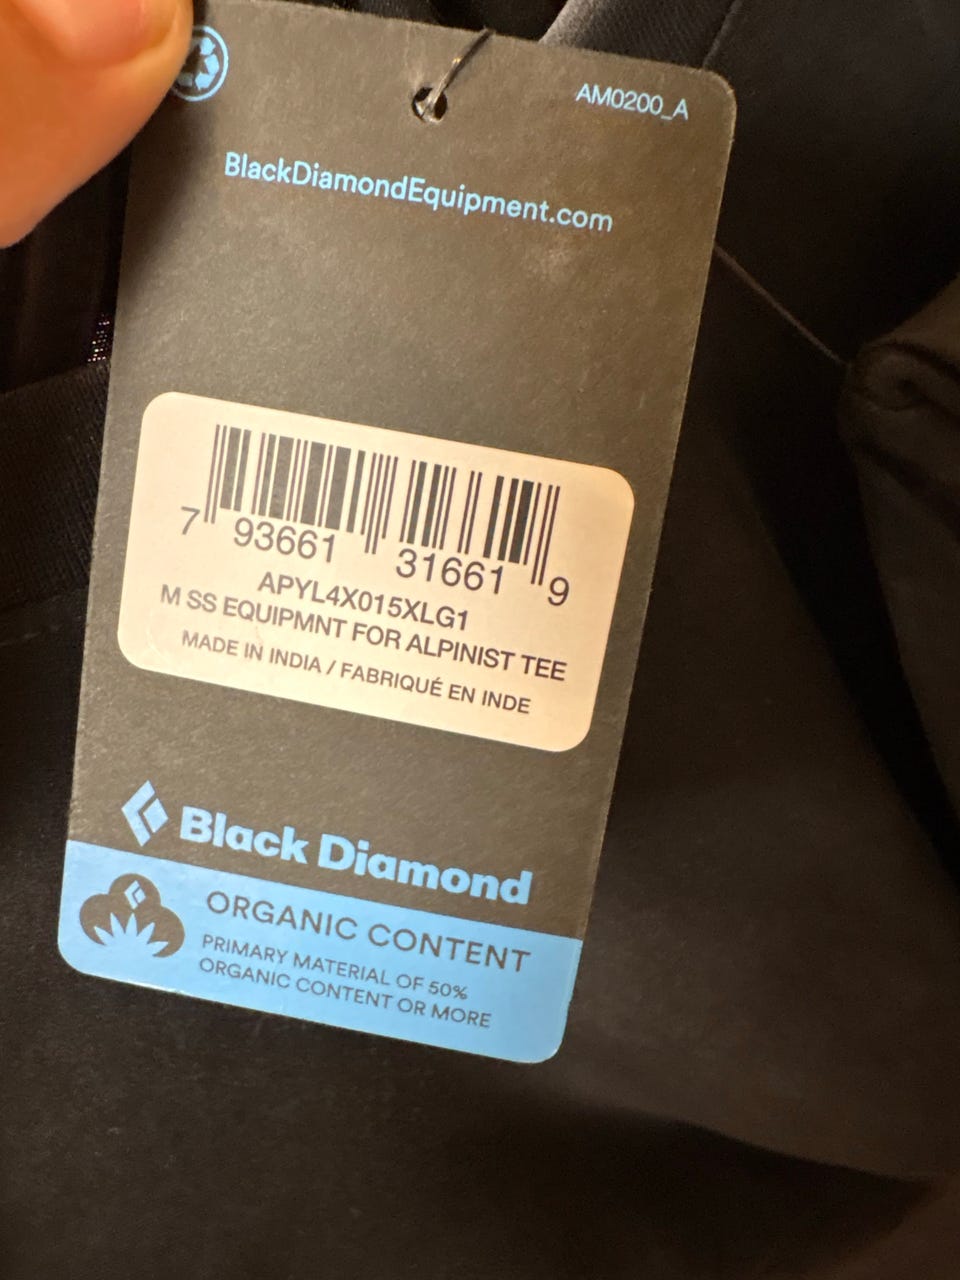 AM0200_A
BlackDiamondEquipment.com
7 93661 31661 9
APYL4X015XLG1
M SS EQUIPMNT FOR ALPINIST TEE
MADE IN INDIA / FABRIQUÉ EN INDE
Black Diamond
ORGANIC CONTENT
PRIMARY MATERIAL OF 50%
ORGANIC CONTENT OR MORE